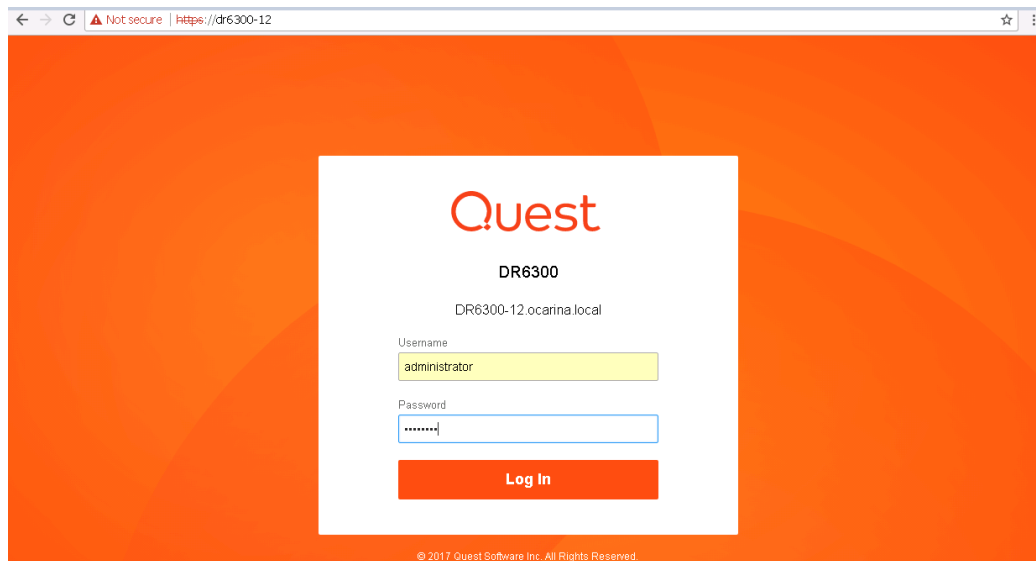 Not secure | https://dr6300-12
Quest
DR6300
DR6300-12.ocarina.local
Username
administrator
Password
••••••••
Log In
© 2017 Quest Software Inc. All Rights Reserved.